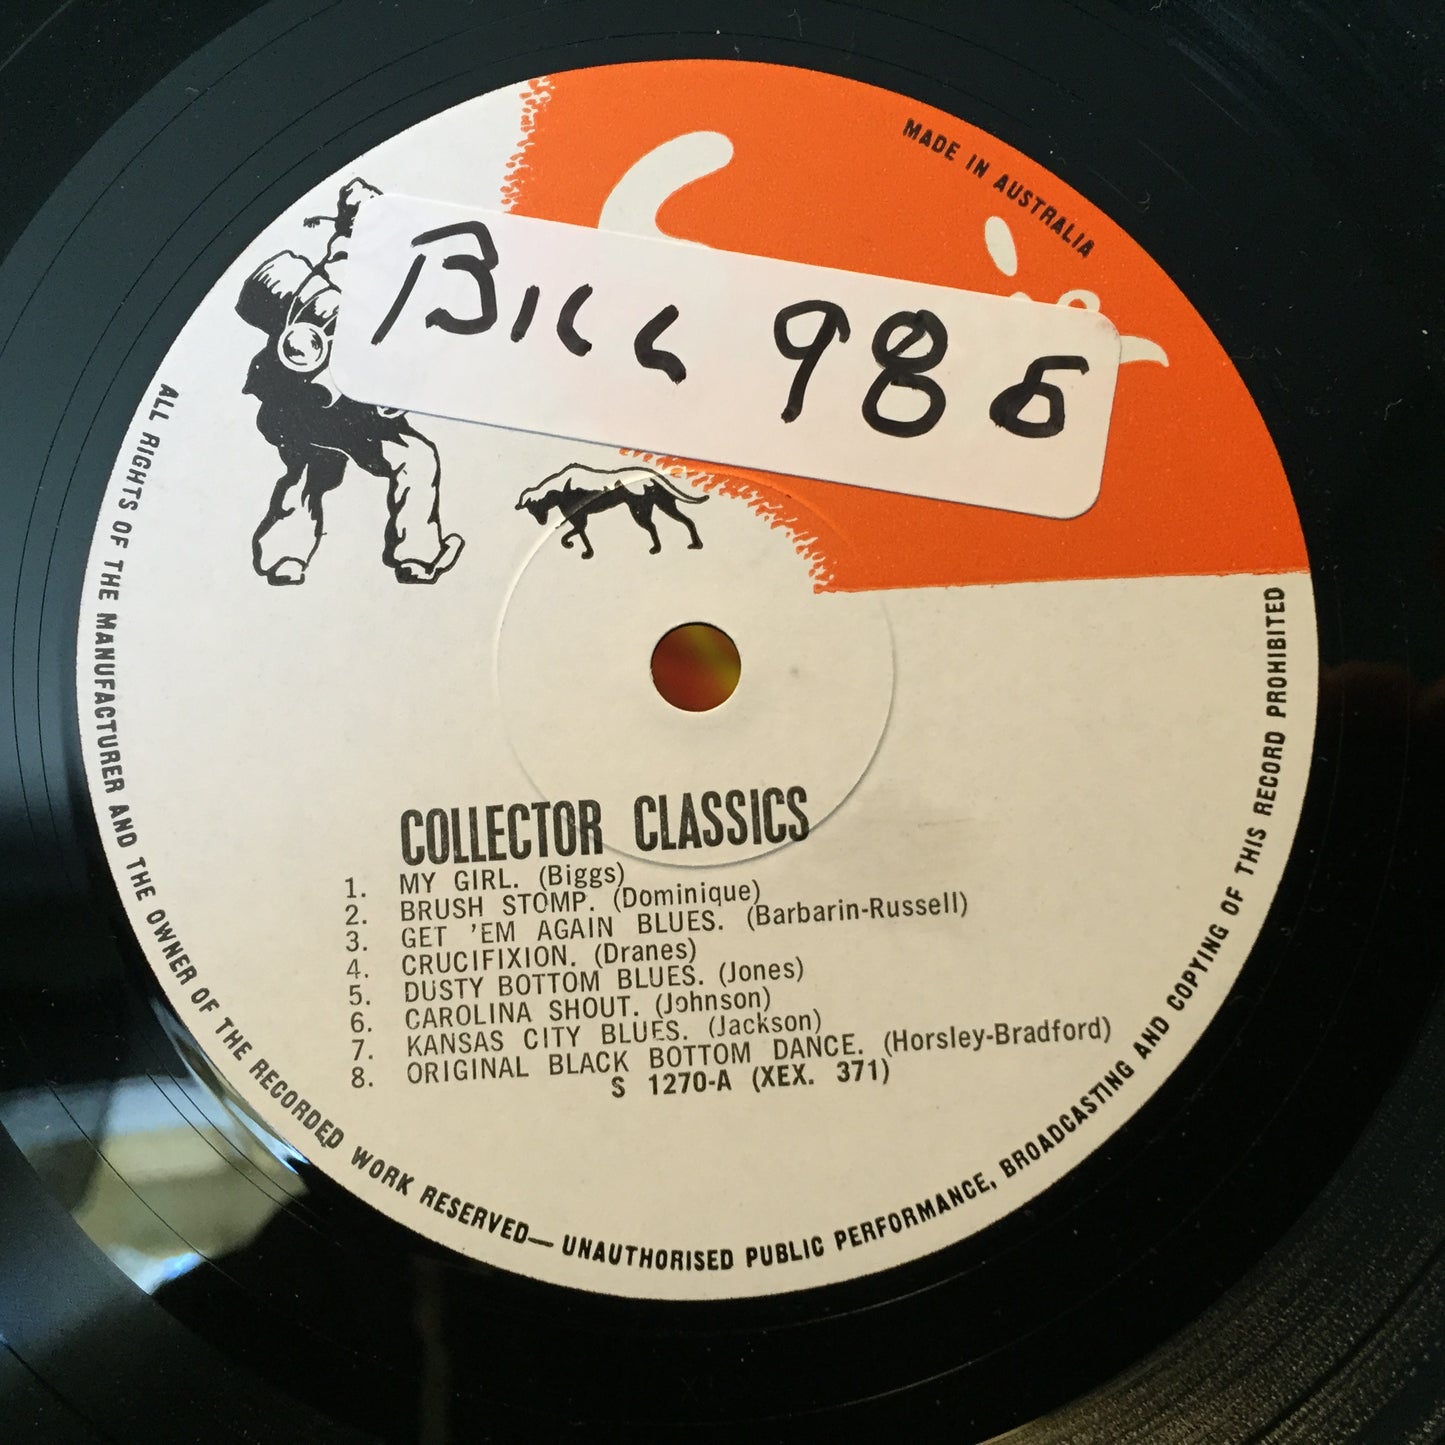 MADE IN AUSTRALIA
BILL 986
COLLECTOR CLASSICS
1. MY GIRL. (Biggs)
2. BRUSH STOMP. (Dominique)
3. GET 'EM AGAIN BLUES. (Barbarin-Russell)
4. CRUCIFIXION. (Dranes)
5. DUSTY BOTTOM BLUES. (Jones)
6. CAROLINA SHOUT. (Johnson)
7. KANSAS CITY BLUES. (Jackson)
8. ORIGINAL BLACK BOTTOM DANCE. (Horsley-Bradford)
S 1270-A (XEX. 371)
ALL RIGHTS OF THE MANUFACTURER AND THE OWNER OF THE RECORDED WORK RESERVED— UNAUTHORISED PUBLIC PERFORMANCE, BROADCASTING AND COPYING OF THIS RECORD PROHIBITED